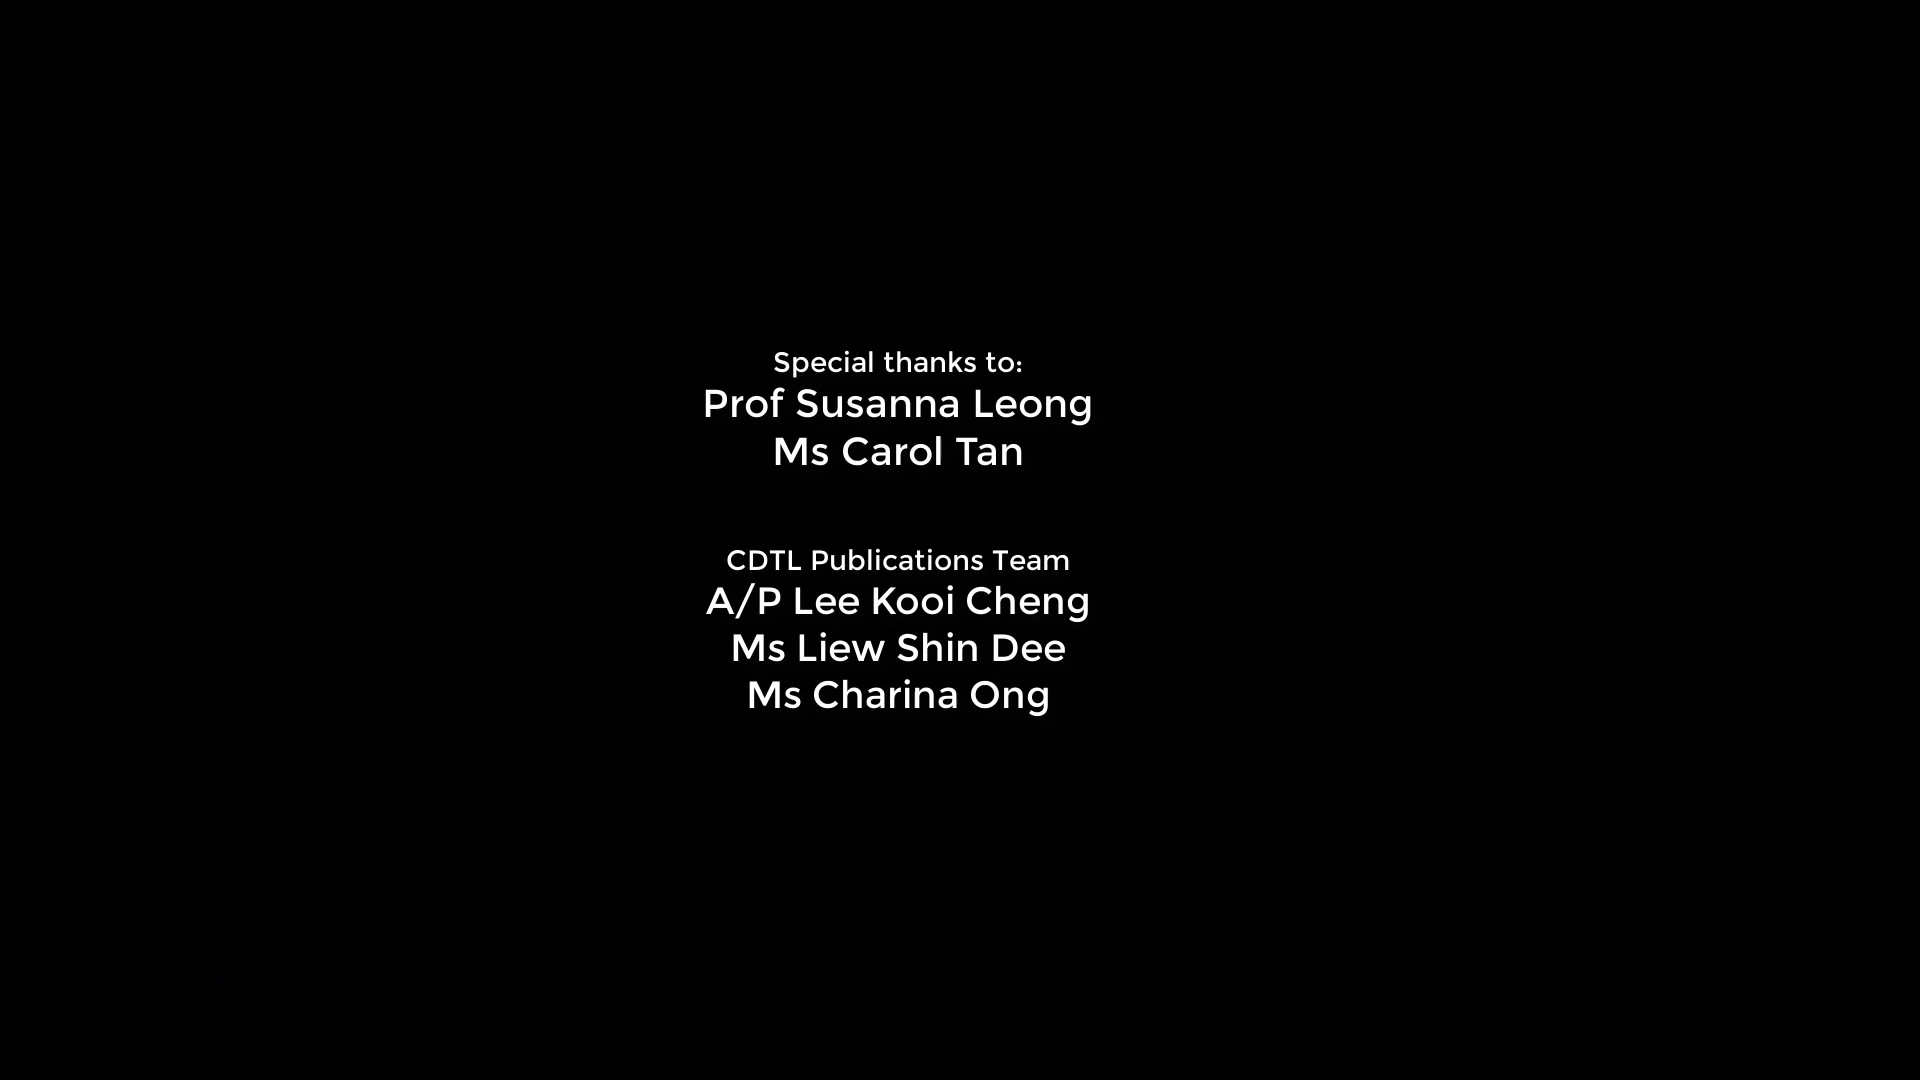 Special thanks to:
Prof Susanna Leong
Ms Carol Tan
CDTL Publications Team
A/P Lee Kooi Cheng
Ms Liew Shin Dee
Ms Charina Ong